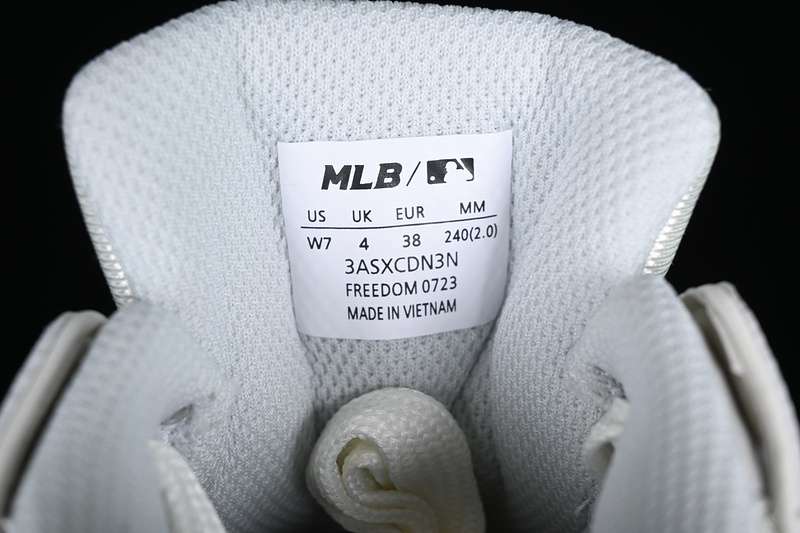 MLB/
US UK EUR MM
W7 4 38 240(2.0)
3ASXCDN3N
FREEDOM 0723
MADE IN VIETNAM